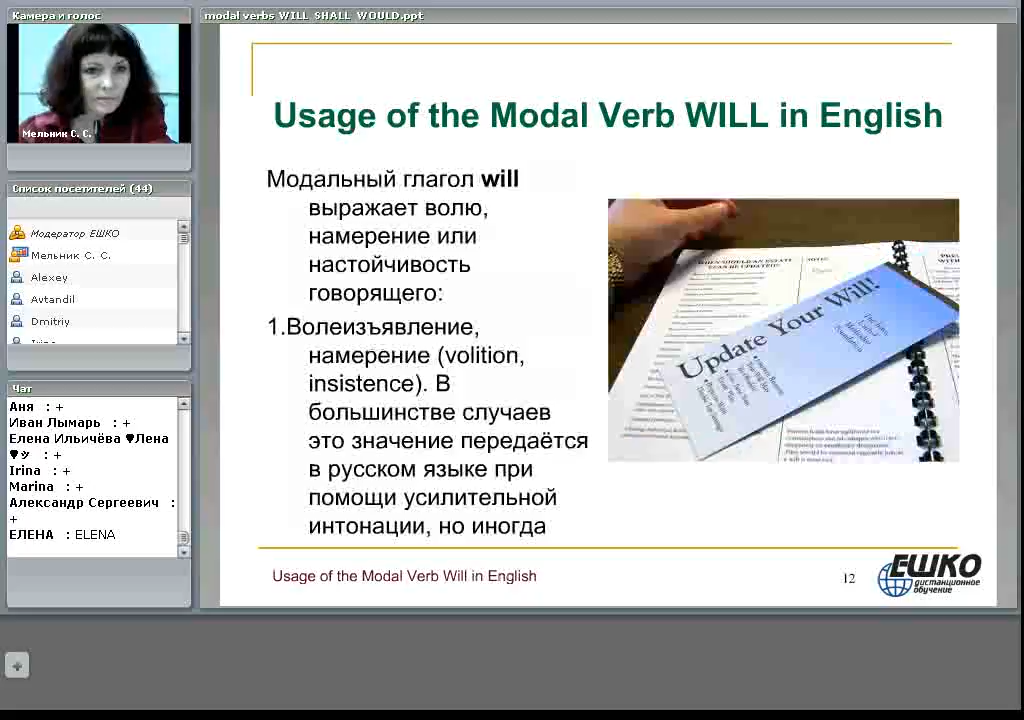 Камера и голос
modal verbs WILL SHALL WOULD.ppt
Мельник С. С.
Список посетителей (44)
Модератор ЕШКО
Мельник С. С.
Alexey
Avtandil
Dmitriy
Чат
Аня : +
Иван Лымарь : +
Елена Ильичёва ♥Лена
♥ッ : +
Irina : +
Marina : +
Александр Сергеевич :
+
ЕЛЕНА : ELENA
Usage of the Modal Verb WILL in English
Модальный глагол will
выражает волю,
намерение или
настойчивость
говорящего:
1.Волеизъявление,
намерение (volition,
insistence). В
большинстве случаев
это значение передаётся
в русском языке при
помощи усилительной
интонации, но иногда
Update Your Will!
Usage of the Modal Verb Will in English
12
ЕШКО
дистанционное
обучение